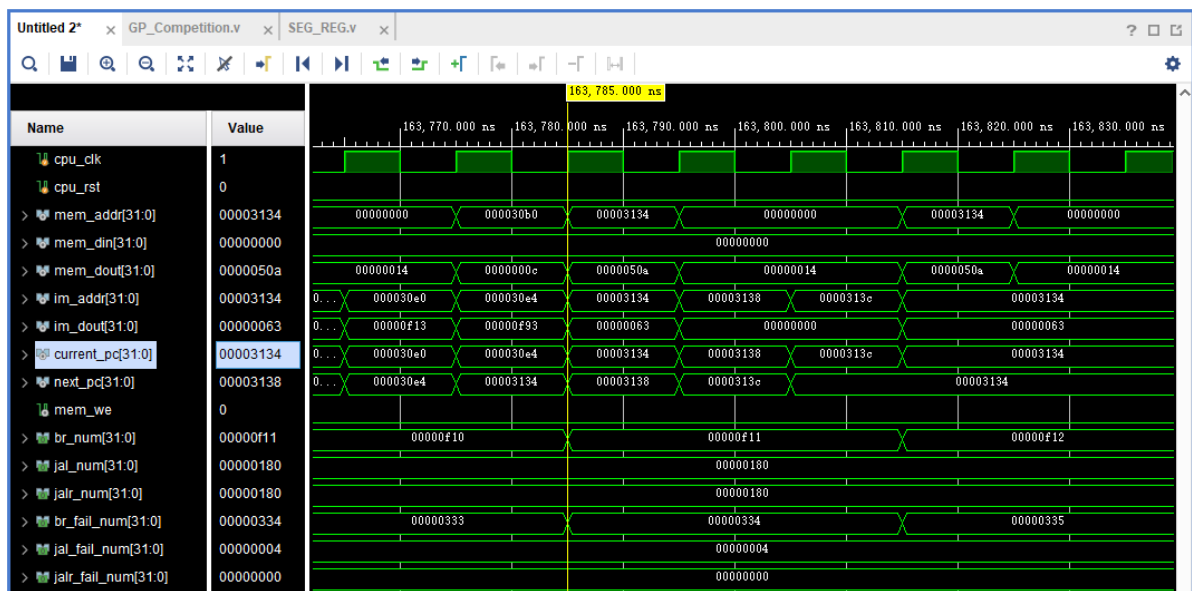 Untitled 2* × GP_Competition.v × SEG_REG.v × ?
163,785.000 ns
Name Value 163,770.000 ns 163,780.000 ns 163,790.000 ns 163,800.000 ns 163,810.000 ns 163,820.000 ns 163,830.000 ns
cpu_clk 1
cpu_rst 0
> mem_addr[31:0] 00003134 00000000 000030b0 00003134 00000000 00003134 00000000
> mem_din[31:0] 00000000 00000000
> mem_dout[31:0] 0000050a 00000014 0000000c 0000050a 00000014 0000050a 00000014
> im_addr[31:0] 00003134 0... 000030e0 000030e4 00003134 00003138 0000313c 00003134
> im_dout[31:0] 00000063 0... 00000f13 00000f93 00000063 00000000 00000063
> current_pc[31:0] 00003134 0... 000030e0 000030e4 00003134 00003138 0000313c 00003134
> next_pc[31:0] 00003138 0... 000030e4 00003134 00003138 0000313c 00003134
mem_we 0
> br_num[31:0] 00000f11 00000f10 00000f11 00000f12
> jal_num[31:0] 00000180 00000180
> jalr_num[31:0] 00000180 00000180
> br_fail_num[31:0] 00000334 00000333 00000334 00000335
> jal_fail_num[31:0] 00000004 00000004
> jalr_fail_num[31:0] 00000000 00000000